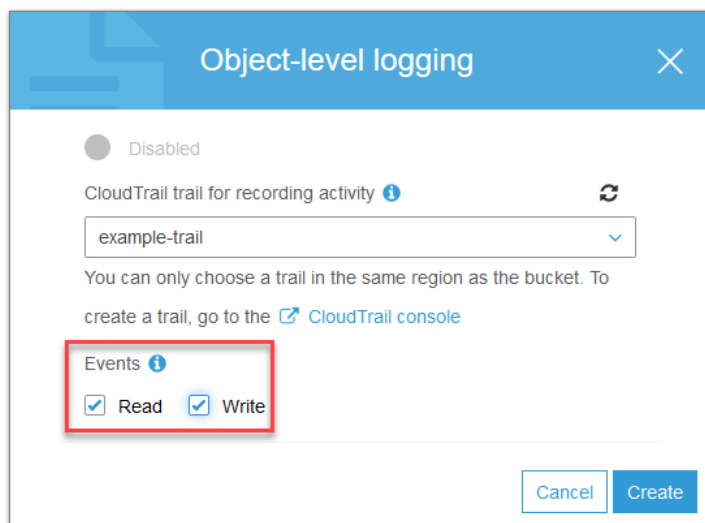 Object-level logging
Disabled
CloudTrail trail for recording activity
example-trail
You can only choose a trail in the same region as the bucket. To
create a trail, go to the CloudTrail console
Events
Read Write
Cancel Create